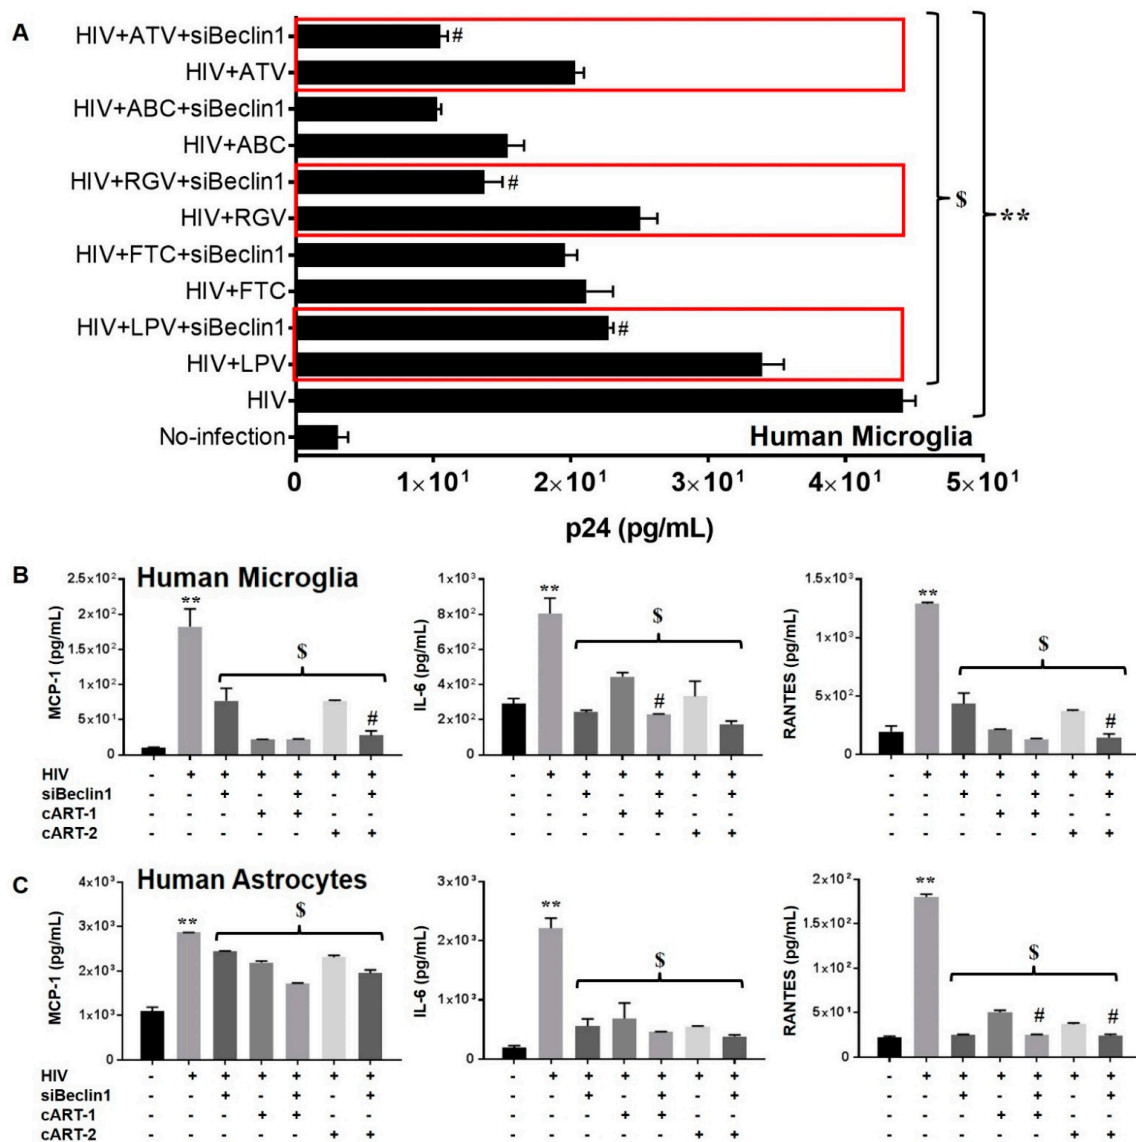 A
HIV+ATV+siBeclin1
#
HIV+ATV
HIV+ABC+siBeclin1
HIV+ABC
HIV+RGV+siBeclin1
#
HIV+RGV
$
**
HIV+FTC+siBeclin1
HIV+FTC
HIV+LPV+siBeclin1
#
HIV+LPV
HIV
No-infection
Human Microglia
0 1×10¹ 2×10¹ 3×10¹ 4×10¹ 5×10¹
p24 (pg/mL)
B
Human Microglia
MCP-1 (pg/mL)
2.5×10²
2×10²
1.5×10²
1×10²
5×10¹
0
** $ #
IL-6 (pg/mL)
1×10³
8×10²
6×10²
4×10²
2×10²
0
** $ #
RANTES (pg/mL)
1.5×10³
1×10³
5×10²
0
** $ #
HIV - + + + + + + - + + + + + + - + + + + + +
siBeclin1 - - + - + - + - - + - + - + - - + - + - +
cART-1 - - - + + - - - - - + + - - - - - + + - -
cART-2 - - - - - + + - - - - - + + - - - - - + +
C
Human Astrocytes
MCP-1 (pg/mL)
4×10³
3×10³
2×10³
1×10³
0
** $
IL-6 (pg/mL)
3×10³
2×10³
1×10³
0
** $
RANTES (pg/mL)
2×10²
1.5×10²
1×10²
5×10¹
0
** $ # #
HIV - + + + + + + - + + + + + + - + + + + + +
siBeclin1 - - + - + - + - - + - + - + - - + - + - +
cART-1 - - - + + - - - - - + + - - - - - + + - -
cART-2 - - - - - + + - - - - - + + - - - - - + +